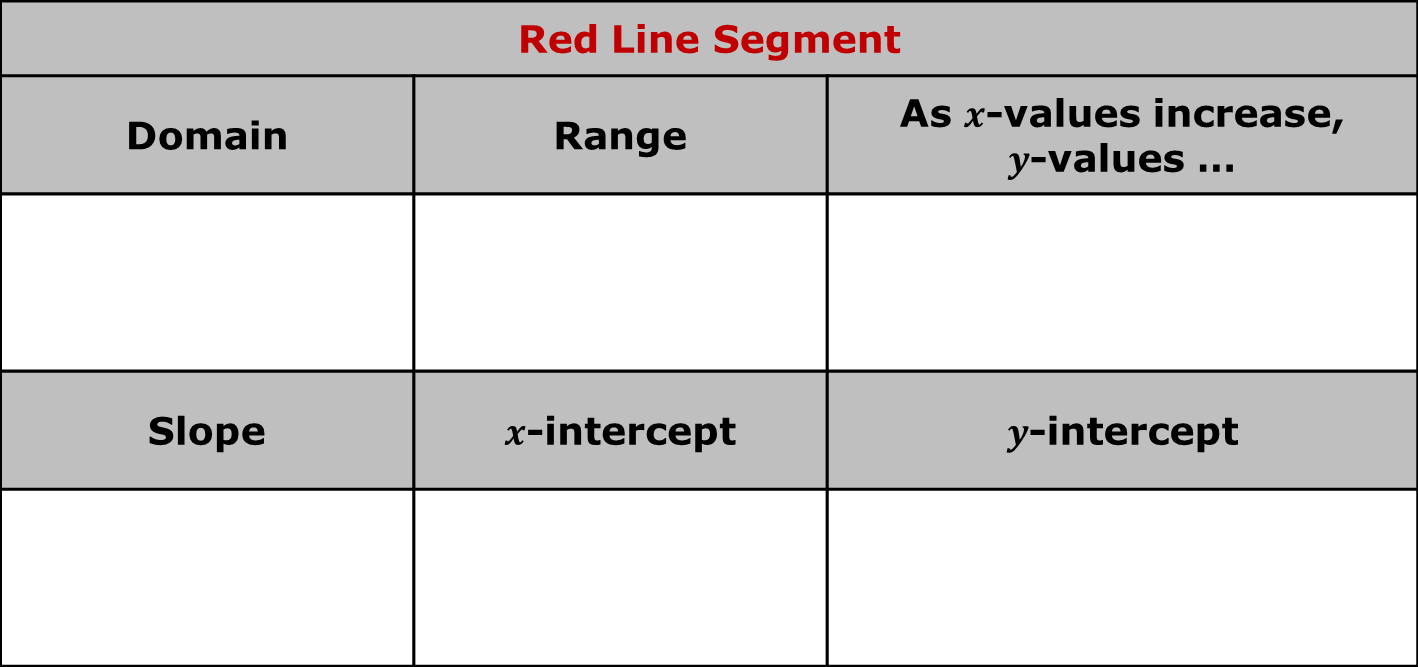 Red Line Segment
Domain
Range
As x-values increase,
y-values ...
Slope
x-intercept
y-intercept